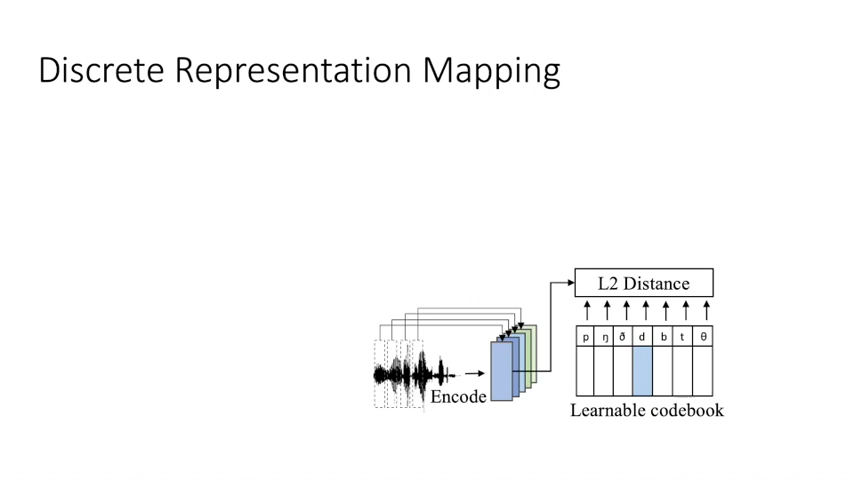 Discrete Representation Mapping
L2 Distance
p ŋ ð d b t θ
Encode
Learnable codebook